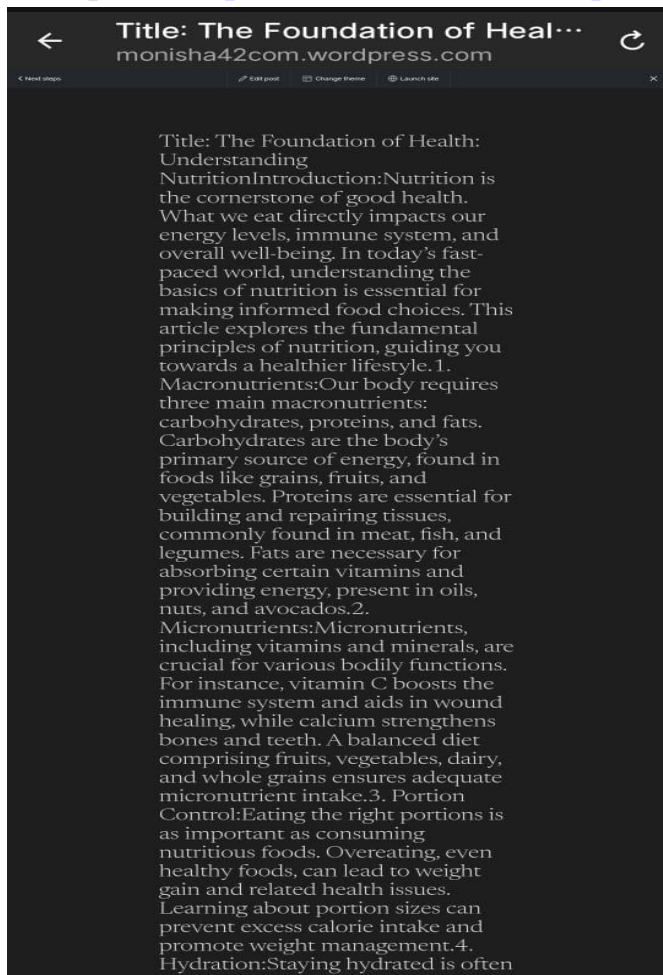 Title: The Foundation of Heal···
monisha42com.wordpress.com
Next steps
Edit post
Change theme
Launch site
Title: The Foundation of Health:
Understanding
NutritionIntroduction:Nutrition is
the cornerstone of good health.
What we eat directly impacts our
energy levels, immune system, and
overall well-being. In today’s fast-
paced world, understanding the
basics of nutrition is essential for
making informed food choices. This
article explores the fundamental
principles of nutrition, guiding you
towards a healthier lifestyle.1.
Macronutrients:Our body requires
three main macronutrients:
carbohydrates, proteins, and fats.
Carbohydrates are the body’s
primary source of energy, found in
foods like grains, fruits, and
vegetables. Proteins are essential for
building and repairing tissues,
commonly found in meat, fish, and
legumes. Fats are necessary for
absorbing certain vitamins and
providing energy, present in oils,
nuts, and avocados.2.
Micronutrients:Micronutrients,
including vitamins and minerals, are
crucial for various bodily functions.
For instance, vitamin C boosts the
immune system and aids in wound
healing, while calcium strengthens
bones and teeth. A balanced diet
comprising fruits, vegetables, dairy,
and whole grains ensures adequate
micronutrient intake.3. Portion
Control:Eating the right portions is
as important as consuming
nutritious foods. Overeating, even
healthy foods, can lead to weight
gain and related health issues.
Learning about portion sizes can
prevent excess calorie intake and
promote weight management.4.
Hydration:Staying hydrated is often